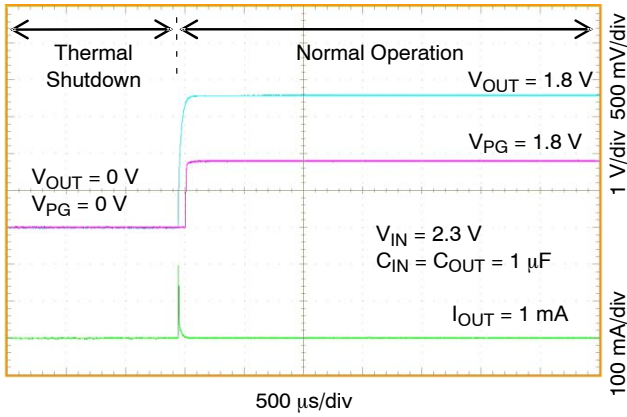 Thermal
Shutdown
Normal Operation
VOUT = 1.8 V
VPG = 1.8 V
VOUT = 0 V
VPG = 0 V
VIN = 2.3 V
CIN = COUT = 1 μF
IOUT = 1 mA
500 μs/div
500 mV/div
1 V/div
100 mA/div